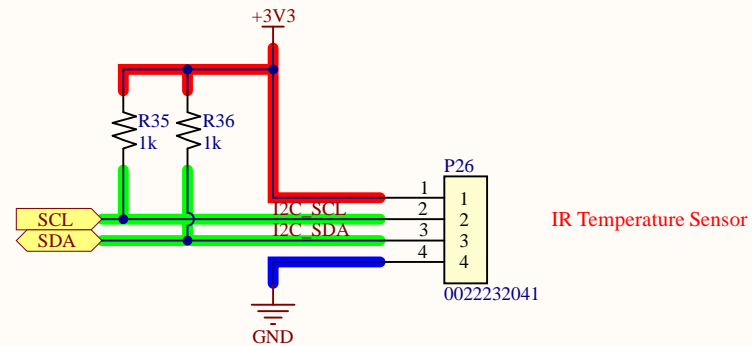 +3V3
R35
1k
R36
1k
P26
1
1
I2C_SCL
2
2
SCL
I2C_SDA
3
3
SDA
4
4
IR Temperature Sensor
0022232041
GND